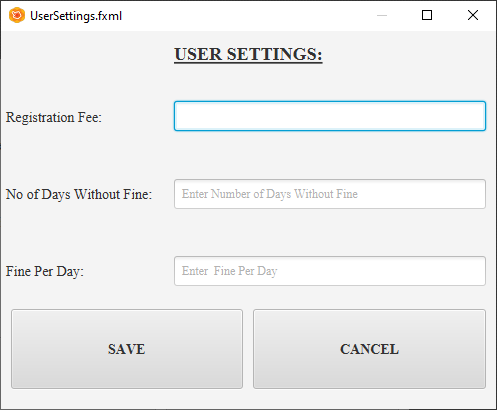 UserSettings.fxml
USER SETTINGS:
Registration Fee:
No of Days Without Fine: Enter Number of Days Without Fine
Fine Per Day: Enter  Fine Per Day
SAVE CANCEL